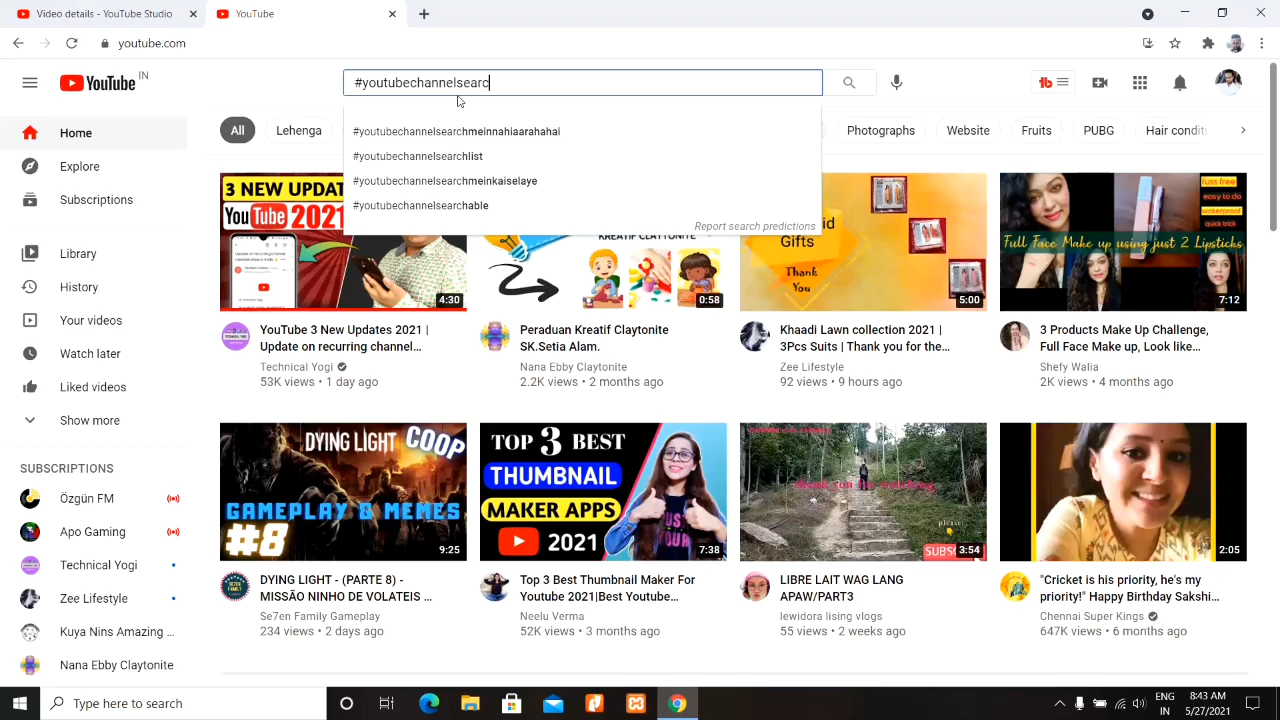 Video details - YouTube Studio
YouTube
youtube.com
YouTube IN
#youtubechannelsearc
#youtubechannelsearchmeinnahiaarahahai
#youtubechannelsearchlist
#youtubechannelsearchmeinkaiselaye
#youtubechannelsearchable
Report search predictions
Home
Explore
Subscriptions
Library
History
Your videos
Watch later
Liked videos
Show more
SUBSCRIPTIONS
Özgün FM
Apo Gaming
Technical Yogi
Zee Lifestyle
Kuya Nins Amazing ...
Nana Ebby Claytonite
All
Lehenga
Photographs
Website
Fruits
PUBG
Hair condit
3 NEW UPDAT
YouTube 2021
4:30
KREATIF CLAYTONITE
0:58
Gifts
Thank
You
5:00
fuss free
easy to do
waterproof
quick trick
Full Face Make up using just 2 Lipsticks
7:12
YouTube 3 New Updates 2021 |
Update on recurring channel...
Technical Yogi
53K views • 1 day ago
Peraduan Kreatif Claytonite
SK.Setia Alam.
Nana Ebby Claytonite
2.2K views • 2 months ago
Khaadi Lawn collection 2021 |
3Pcs Suits | Thank you for the...
Zee Lifestyle
92 views • 9 hours ago
3 Products Make Up Challenge,
Full Face Make up, Look like...
Shefy Walia
2K views • 4 months ago
DYING LIGHT COOP
GAMEPLAY & MEMES
#8
9:25
TOP 3 BEST
THUMBNAIL
MAKER APPS
2021
7:38
please
SUBS
3:54
2:05
DYING LIGHT - (PARTE 8) -
MISSÃO NINHO DE VOLATEIS ...
Se7en Family Gameplay
234 views • 2 days ago
Top 3 Best Thumbnail Maker For
Youtube 2021|Best Youtube...
Neelu Verma
52K views • 3 months ago
LIBRE LAIT WAG LANG
APAW/PART3
lewidora lising vlogs
55 views • 2 weeks ago
"Cricket is his priority, he's my
priority!" Happy Birthday Sakshi...
Chennai Super Kings
647K views • 6 months ago
Type here to search
ENG
IN
8:43 AM
5/27/2021